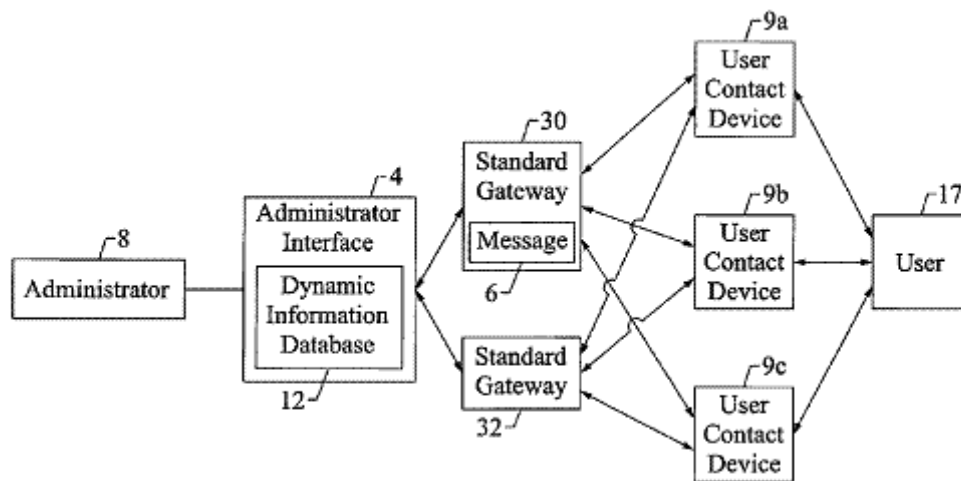 8
Administrator
4
Administrator
Interface
Dynamic
Information
Database
12
30
Standard
Gateway
Message
6
Standard
Gateway
32
9a
User
Contact
Device
9b
User
Contact
Device
9c
User
Contact
Device
17
User